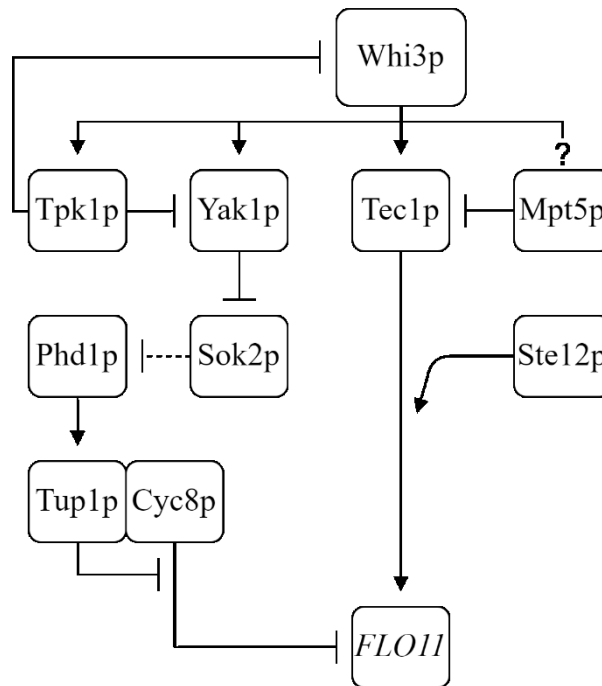 Whi3p
?
Tpk1p
Yak1p
Tec1p
Mpt5p
Phd1p
Sok2p
Ste12p
Tup1p
Cyc8p
FLO11